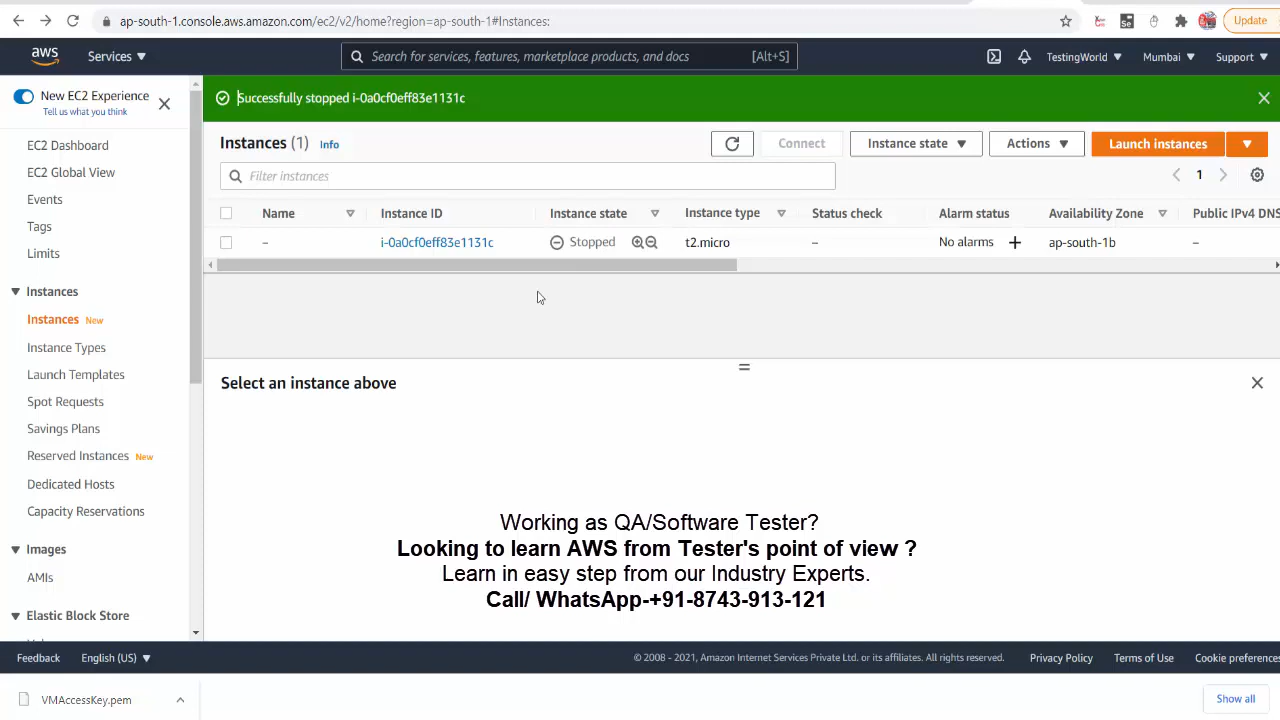 ap-south-1.console.aws.amazon.com/ec2/v2/home?region=ap-south-1#Instances:
Se
Update
aws
Services
Search for services, features, marketplace products, and docs
[Alt+S]
TestingWorld
Mumbai
Support
New EC2 Experience
Tell us what you think
Successfully stopped i-0a0cf0eff83e1131c
EC2 Dashboard
EC2 Global View
Events
Tags
Limits
Instances
Instances New
Instance Types
Launch Templates
Spot Requests
Savings Plans
Reserved Instances New
Dedicated Hosts
Capacity Reservations
Images
AMIs
Elastic Block Store
Instances (1) Info
Connect
Instance state
Actions
Launch instances
Filter instances
1
Name Instance ID Instance state Instance type Status check Alarm status Availability Zone Public IPv4 DNS
– i-0a0cf0eff83e1131c Stopped t2.micro – No alarms + ap-south-1b –
Select an instance above
Working as QA/Software Tester?
Looking to learn AWS from Tester's point of view ?
Learn in easy step from our Industry Experts.
Call/ WhatsApp-+91-8743-913-121
Feedback English (US)
© 2008 - 2021, Amazon Internet Services Private Ltd. or its affiliates. All rights reserved.
Privacy Policy
Terms of Use
Cookie preferences
VMAccessKey.pem
Show all